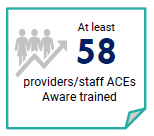 At least
58
providers/staff ACEs
Aware trained